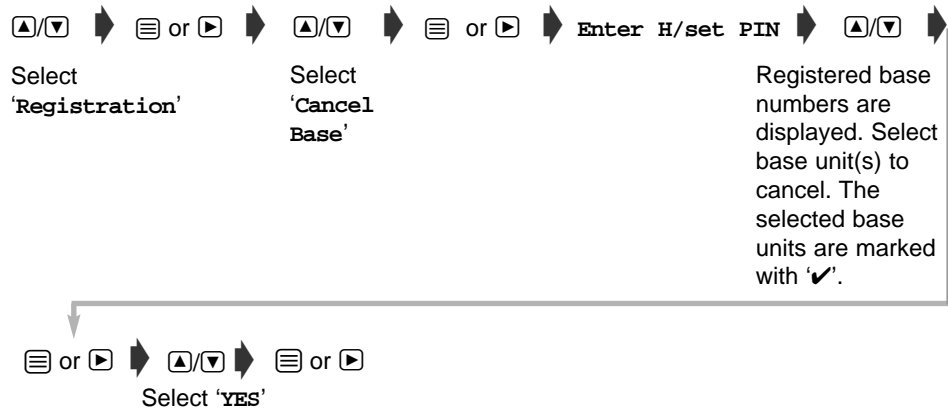 ▲/▼ or ► ▲/▼ or ► Enter H/set PIN ▲/▼
Select
‘Registration’
Select
‘Cancel
Base’
Registered base
numbers are
displayed. Select
base unit(s) to
cancel. The
selected base
units are marked
with ‘✔’.
or ► ▲/▼ or ►
Select ‘YES’